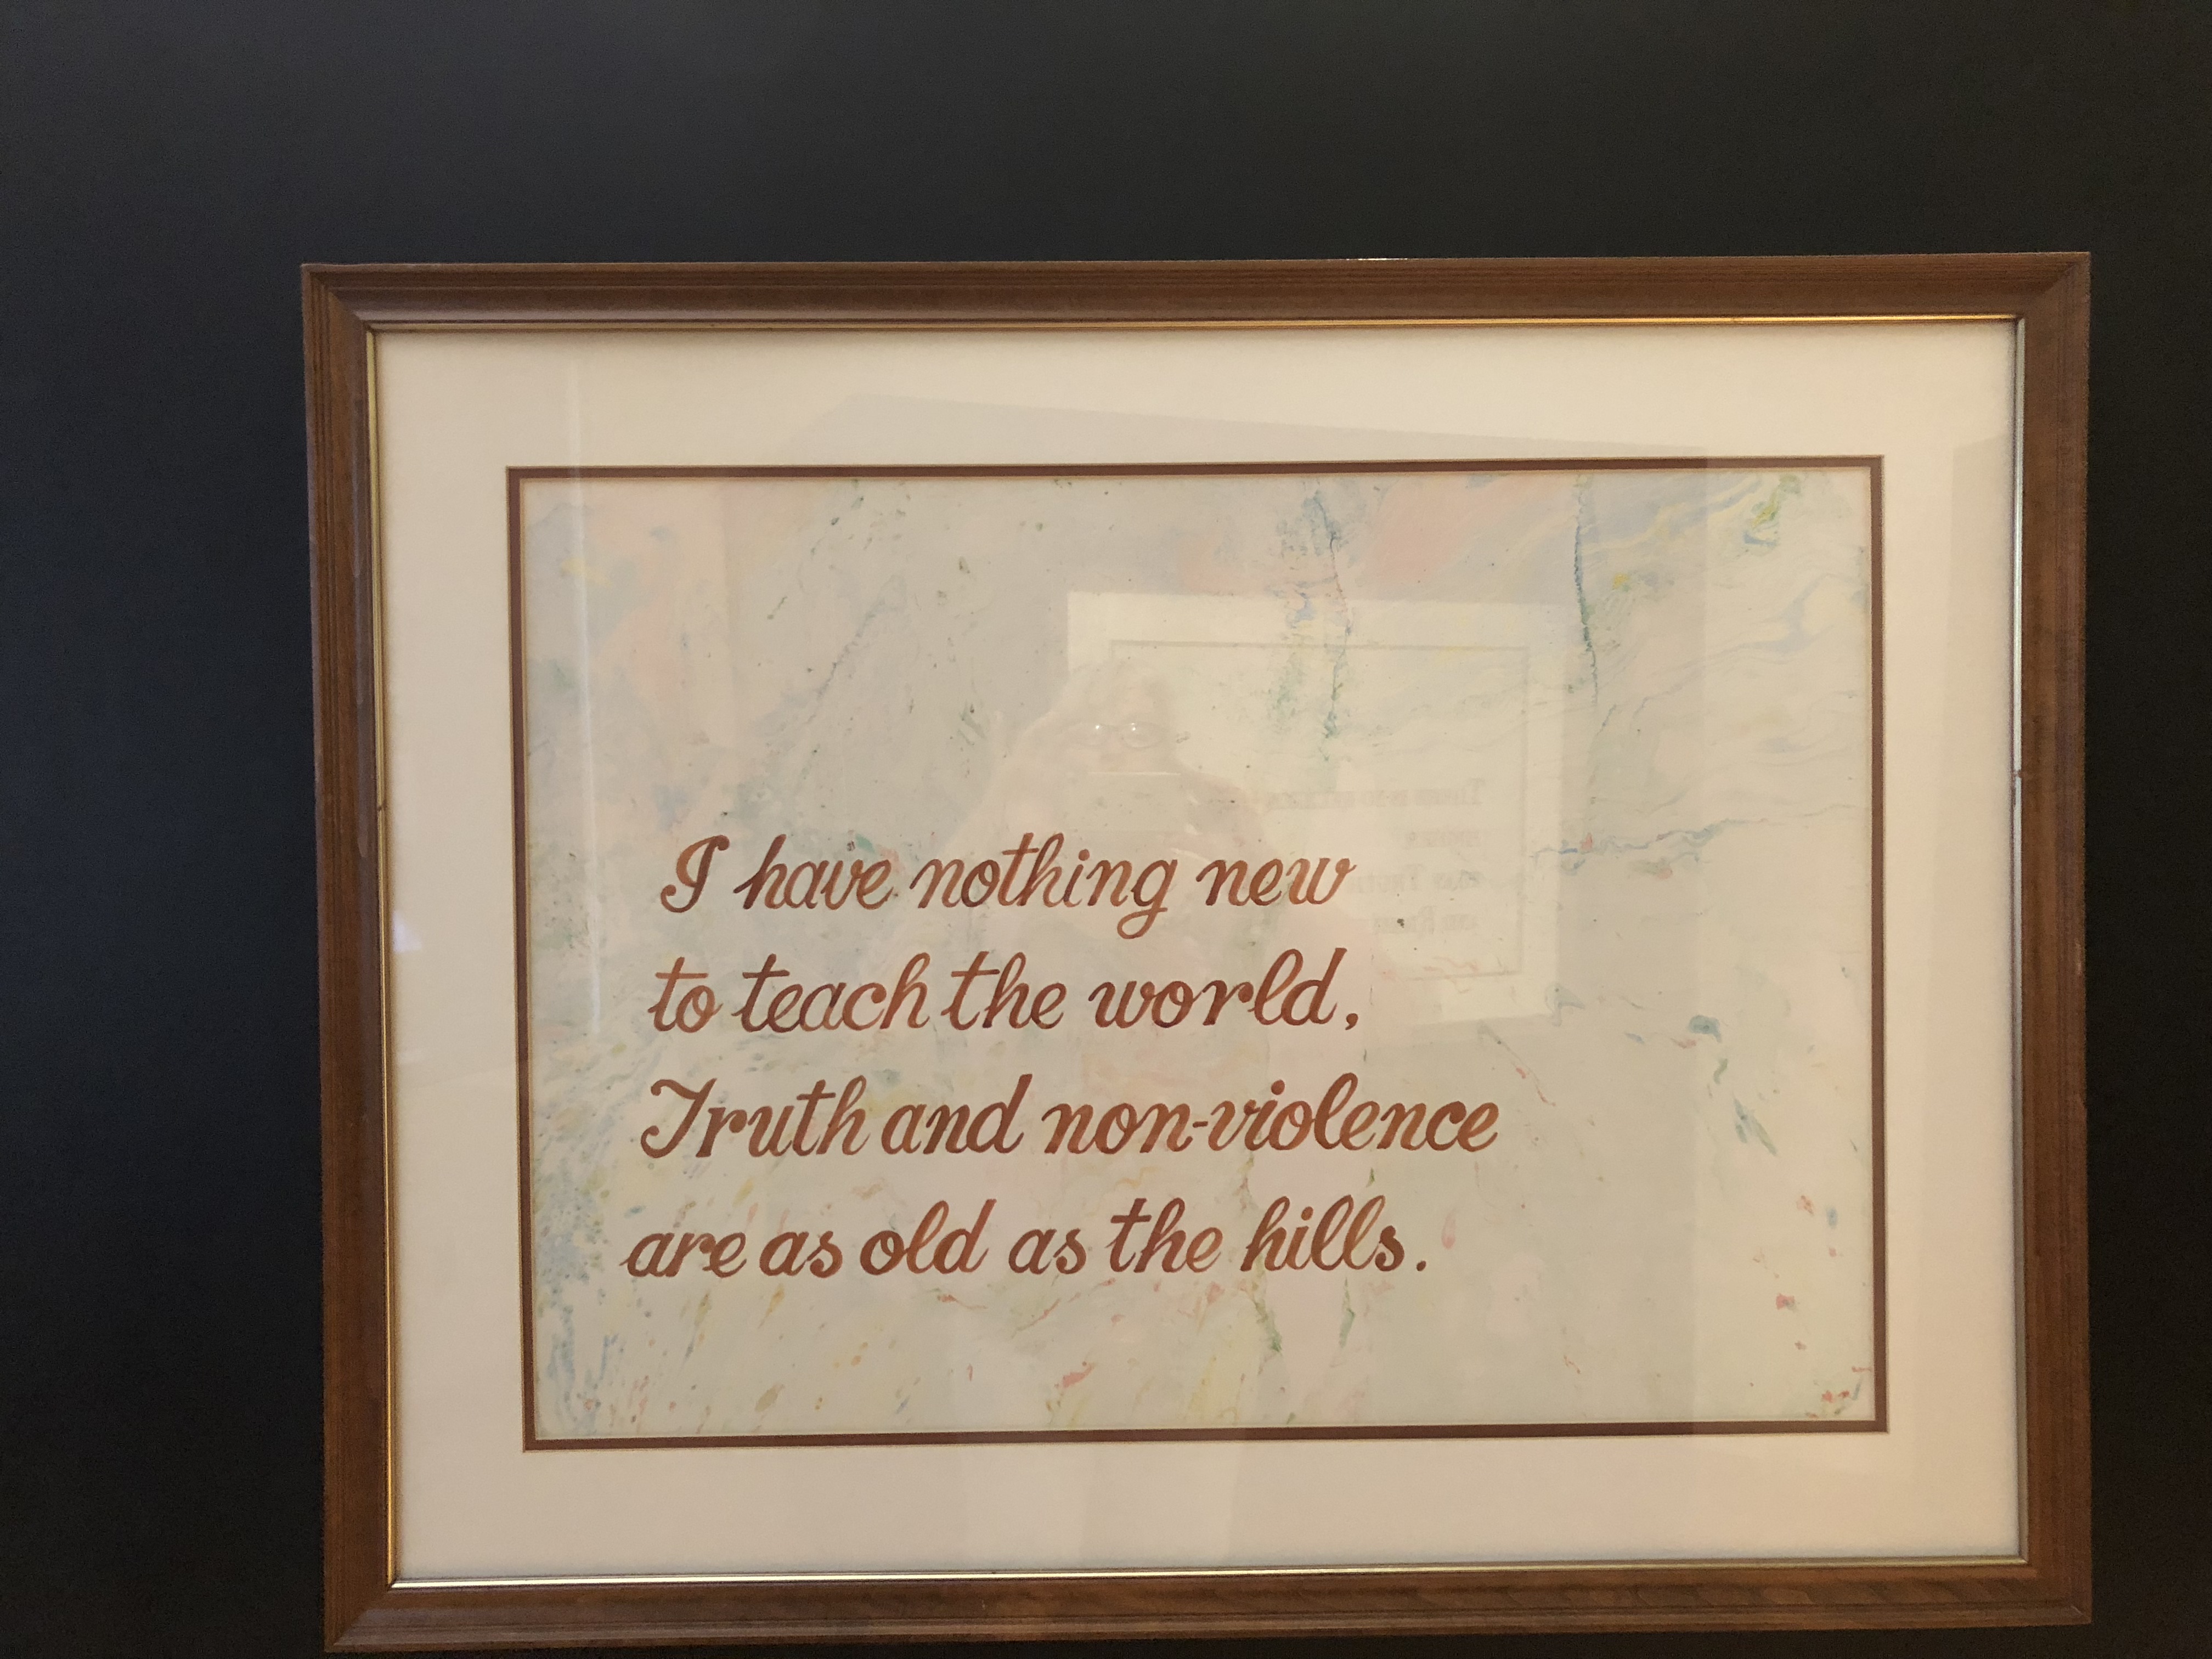 I have nothing new
to teach the world,
Truth and non-violence
are as old as the hills.